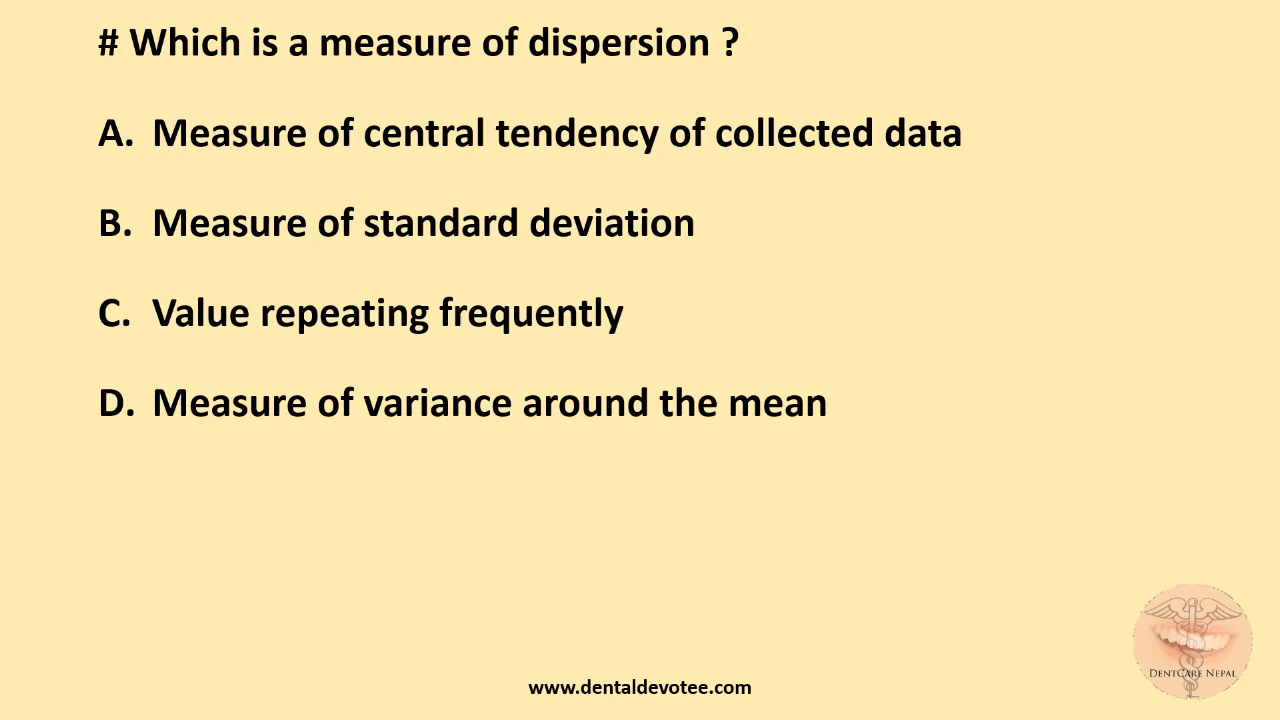 # Which is a measure of dispersion ?
A. Measure of central tendency of collected data
B. Measure of standard deviation
C. Value repeating frequently
D. Measure of variance around the mean
DentCare Nepal
www.dentaldevotee.com